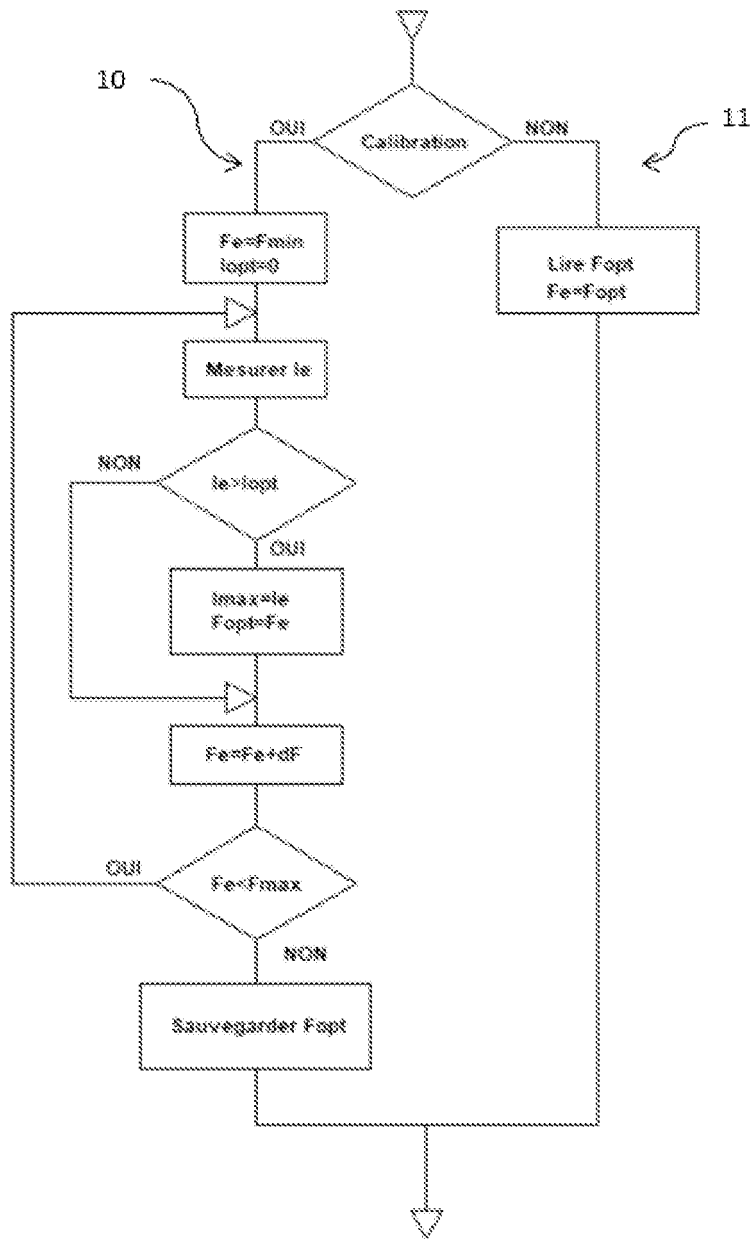 10
11
OUI
Calibration
NON
Fe=Fmin
Iopt=0
Lire Fopt
Fe=Fopt
Mesurer Ie
NON
Ie>Iopt
OUI
Imax=Ie
Fopt=Fe
Fe=Fe+dF
OUI
Fe<Fmax
NON
Sauvegarder Fopt